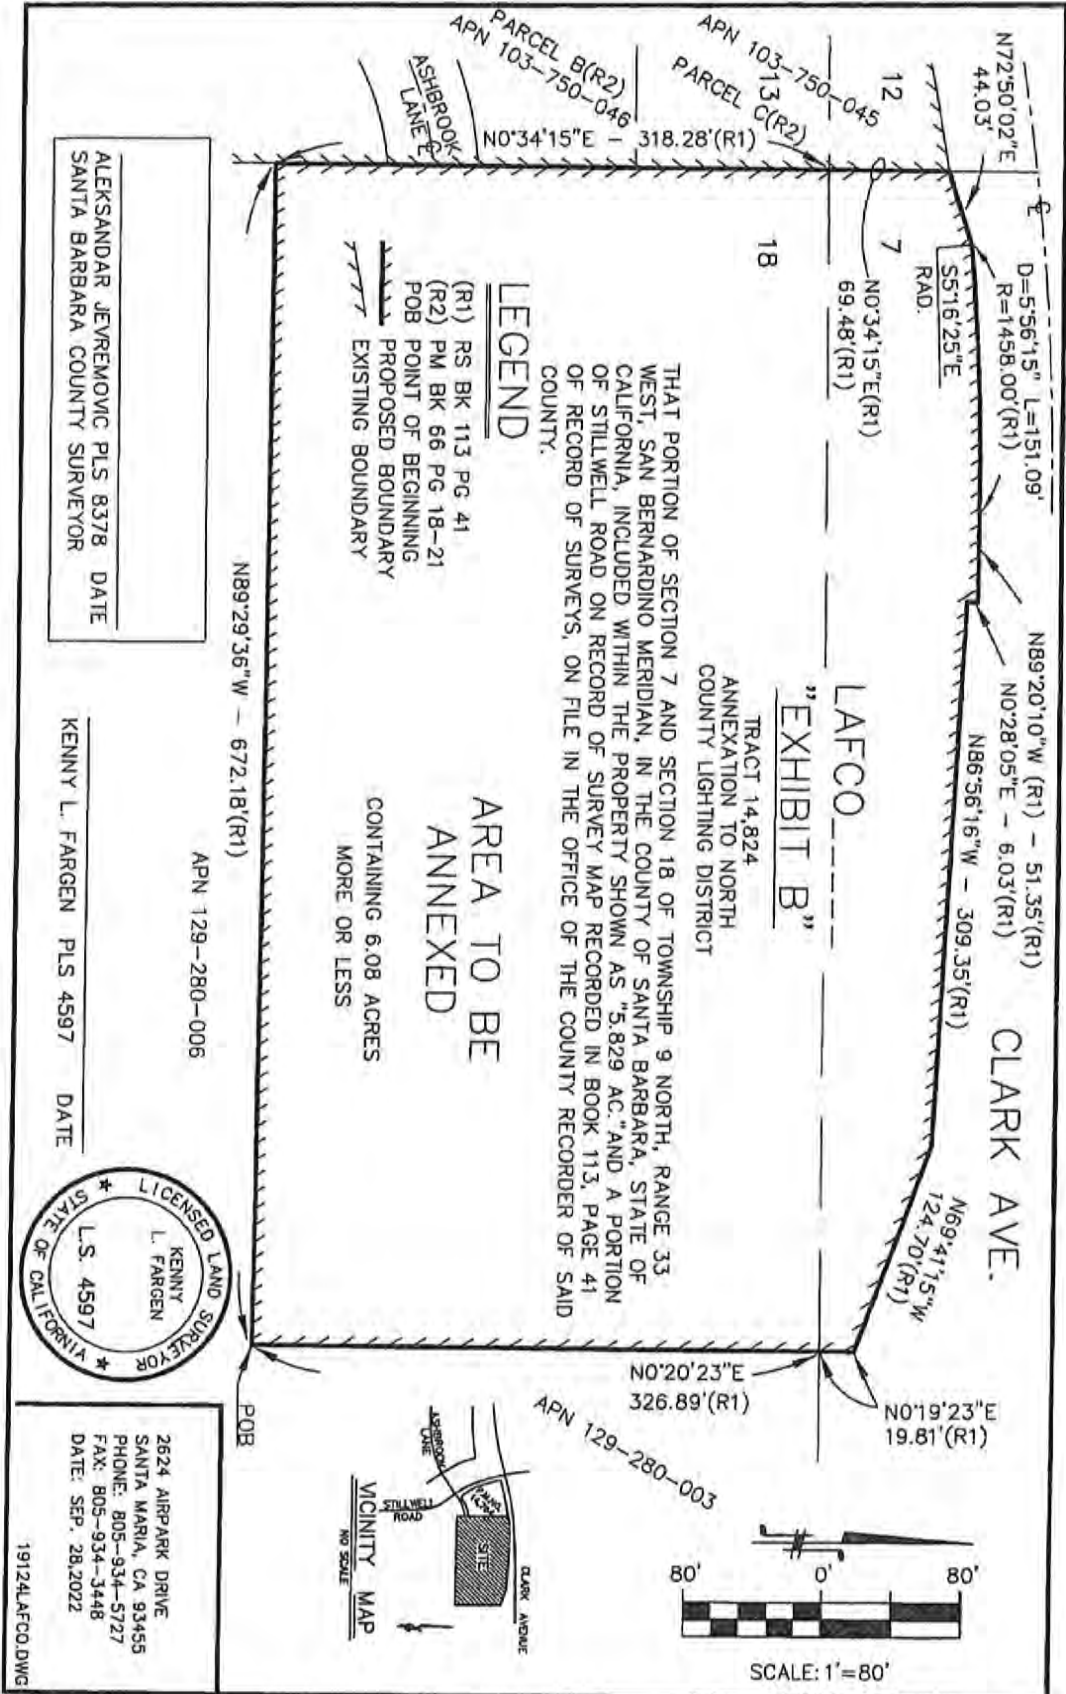 CLARK AVE.
N72°50'02"E
44.03'
℄
D=5°56'15" L=151.09'
R=1458.00'(R1)
S5°16'25"E
RAD.
N89°20'10"W (R1) - 51.35'(R1)
N0°28'05"E - 6.03'(R1)
N86°56'16"W - 309.35'(R1)
N69°41'15"W
124.70'(R1)
N0°19'23"E
19.81'(R1)
N0°20'23"E
326.89'(R1)
APN 129-280-003
12
7
13
18
N0°34'15"E(R1)
69.48'(R1)
APN 103-750-045
PARCEL C(R2)
PARCEL B(R2)
APN 103-750-046
N0°34'15"E - 318.28'(R1)
ASHBROOK
LANE ℄
LAFCO_____
"EXHIBIT B"
TRACT 14,824
ANNEXATION TO NORTH
COUNTY LIGHTING DISTRICT
THAT PORTION OF SECTION 7 AND SECTION 18 OF TOWNSHIP 9 NORTH, RANGE 33
WEST, SAN BERNARDINO MERIDIAN, IN THE COUNTY OF SANTA BARBARA, STATE OF
CALIFORNIA, INCLUDED WITHIN THE PROPERTY SHOWN AS "5.829 AC." AND A PORTION
OF STILLWELL ROAD ON RECORD OF SURVEY MAP RECORDED IN BOOK 113, PAGE 41
OF RECORD OF SURVEYS, ON FILE IN THE OFFICE OF THE COUNTY RECORDER OF SAID
COUNTY.
LEGEND
(R1) RS BK 113 PG 41
(R2) PM BK 66 PG 18-21
POB POINT OF BEGINNING
PROPOSED BOUNDARY
EXISTING BOUNDARY
AREA TO BE
ANNEXED
CONTAINING 6.08 ACRES
MORE OR LESS
N89°29'36"W - 672.18'(R1)
APN 129-280-006
POB
80' 0' 80'
SCALE: 1'=80'
CLARK AVENUE
SITE
ASHBROOK
LANE
STILLWELL
ROAD
VICINITY MAP
NO SCALE
ALEKSANDAR JEVREMOVIC PLS 8378 DATE
SANTA BARBARA COUNTY SURVEYOR
KENNY L. FARGEN PLS 4597 DATE
LICENSED LAND SURVEYOR
KENNY
L. FARGEN
L.S. 4597
STATE OF CALIFORNIA
2624 AIRPARK DRIVE
SANTA MARIA, CA 93455
PHONE: 805-934-5727
FAX: 805-934-3448
DATE: SEP. 28,2022
19124LAFCO.DWG